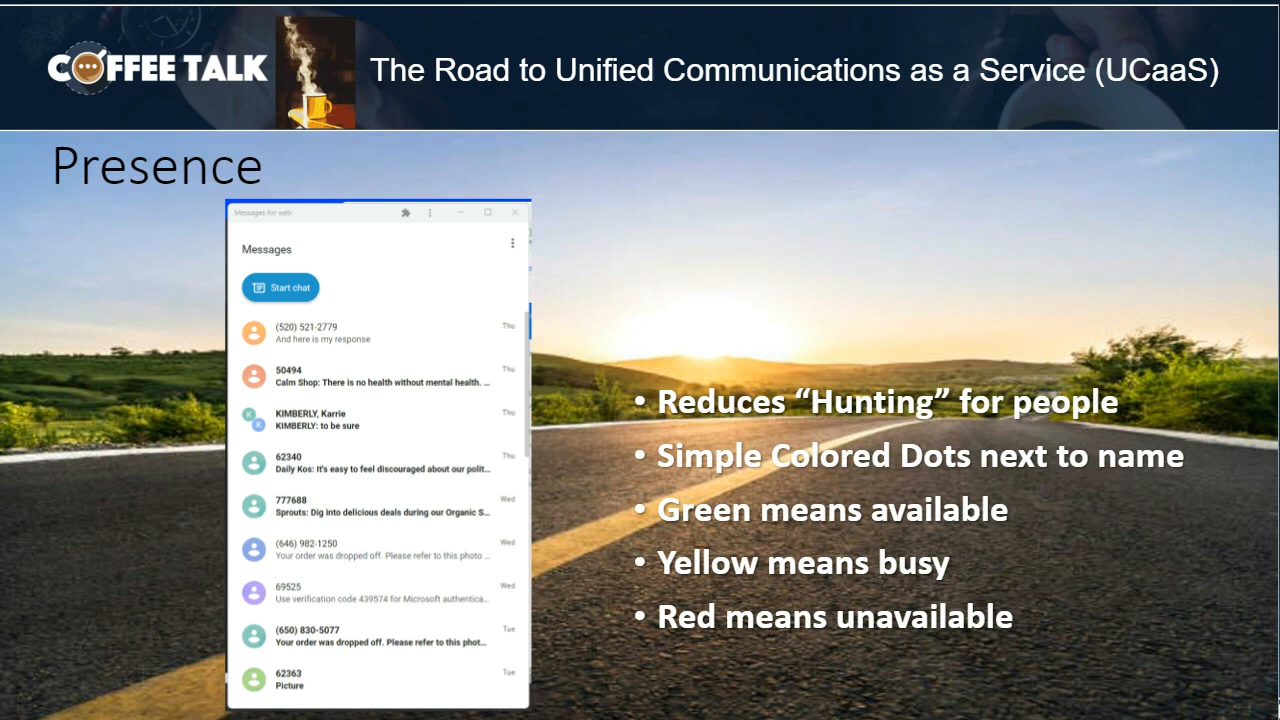 COFFEE TALK
The Road to Unified Communications as a Service (UCaaS)
Presence
Messages for web
Messages
Start chat
(520) 521-2779 Thu
And here is my response
50494 Thu
Calm Shop: There is no health without mental health. ...
KIMBERLY, Karrie Thu
KIMBERLY: to be sure
62340 Thu
Daily Kos: It's easy to feel discouraged about our polit...
777688 Wed
Sprouts: Dig into delicious deals during our Organic S...
(646) 982-1250 Wed
Your order was dropped off. Please refer to this photo ...
69525 Wed
Use verification code 439574 for Microsoft authentica...
(650) 830-5077 Tue
Your order was dropped off. Please refer to this phot...
62363 Tue
Picture
• Reduces “Hunting” for people
• Simple Colored Dots next to name
• Green means available
• Yellow means busy
• Red means unavailable